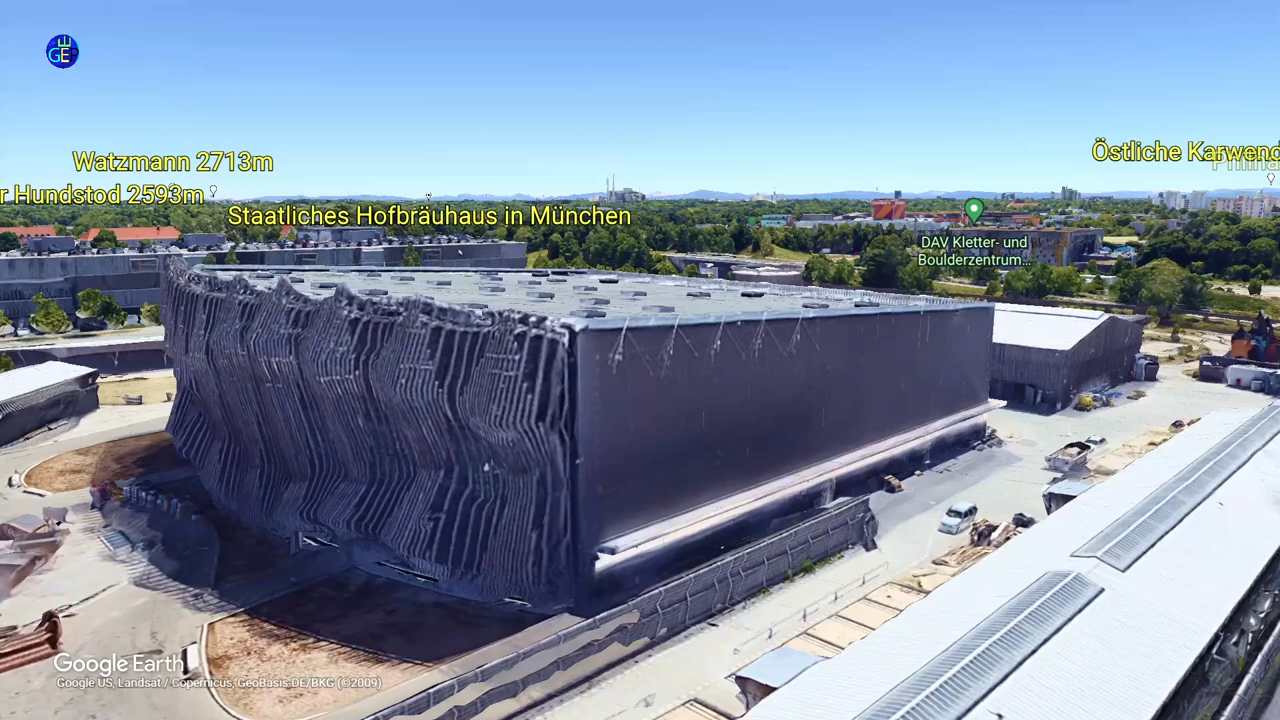 GEP
Watzmann 2713m
Östliche Karwend
r Hundstod 2593m
Staatliches Hofbräuhaus in München
DAV Kletter- und
Boulderzentrum...
Google Earth
Google US, Landsat / Copernicus, GeoBasis-DE/BKG (©2009)